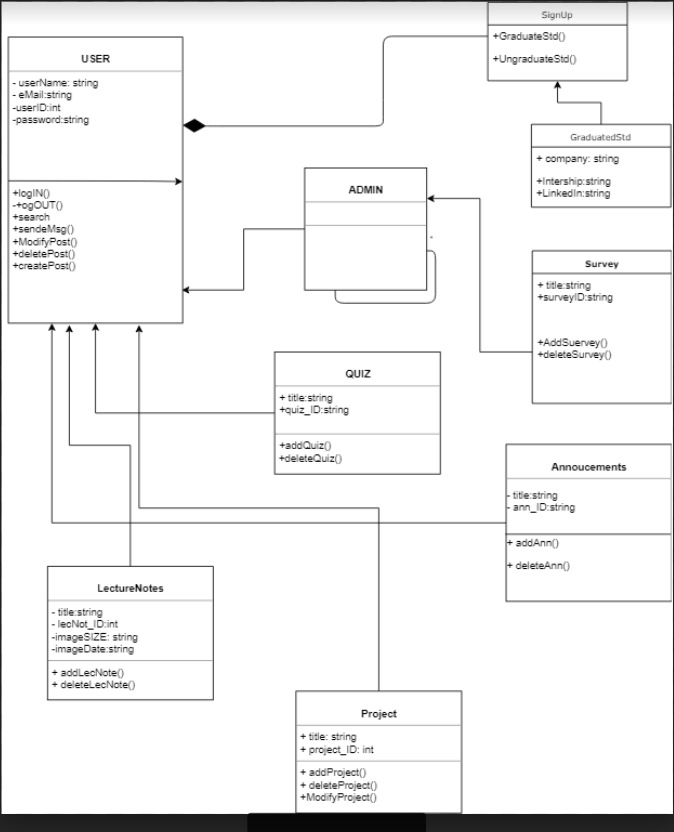 SignUp
+GraduateStd()
+UngraduateStd()
USER
- userName: string
- eMail:string
-userID:int
-password:string
+logIN()
-+ogOUT()
+search
+sendeMsg()
+ModifyPost()
+deletePost()
+createPost()
GraduatedStd
+ company: string
+Intership:string
+LinkedIn:string
ADMIN
Survey
+ title:string
+surveyID:string
+AddSuervey()
+deleteSurvey()
QUIZ
+ title:string
+quiz_ID:string
+addQuiz()
+deleteQuiz()
Annoucements
- title:string
- ann_ID:string
+ addAnn()
+ deleteAnn()
LectureNotes
- title:string
- lecNot_ID:int
-imageSIZE: string
-imageDate:string
+ addLecNote()
+ deleteLecNote()
Project
+ title: string
+ project_ID: int
+ addProject()
+ deleteProject()
+ModifyProject()